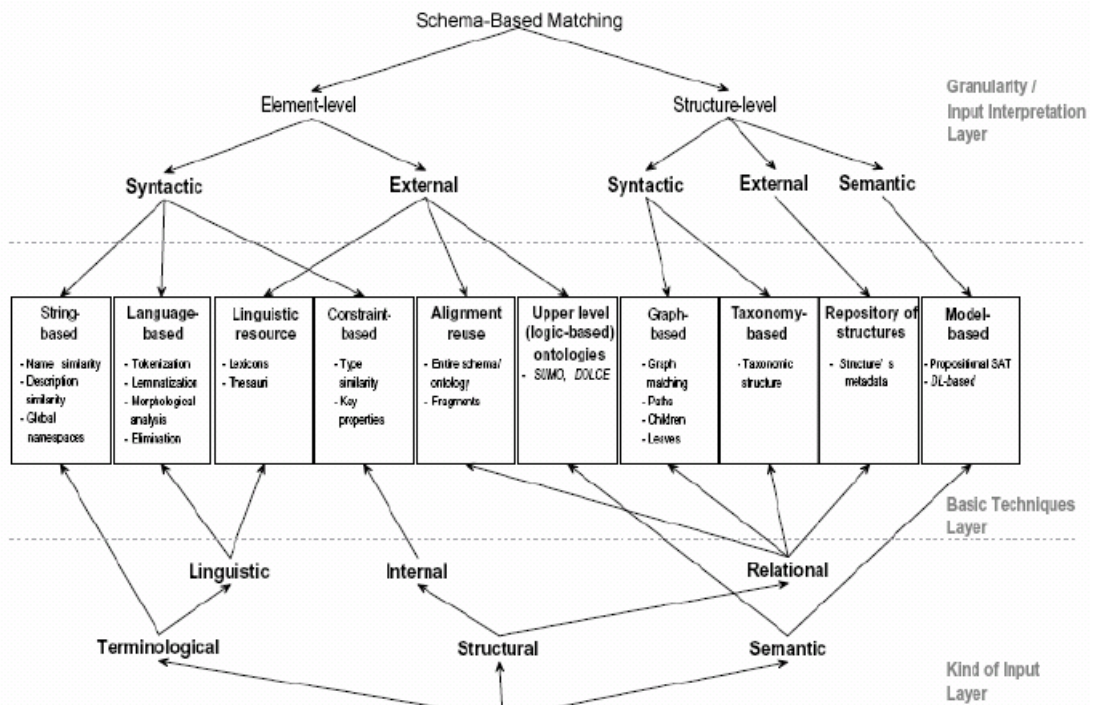 Schema-Based Matching
Element-level
Structure-level
Granularity /
Input Interpretation
Layer
Syntactic
External
Syntactic
External
Semantic
String-
based
- Name similarity
- Description
similarity
- Global
namespaces
Language-
based
- Tokenization
- Lemmatization
- Morphological
analysis
- Elimination
Linguistic
resource
- Lexicons
- Thesauri
Constraint-
based
- Type
similarity
- Key
properties
Alignment
reuse
- Entire schema/
ontology
- Fragments
Upper level
(logic-based)
ontologies
- SUMO, DOLCE
Graph-
based
- Graph
matching
- Paths
- Children
- Leaves
Taxonomy-
based
- Taxonomic
structure
Repository of
structures
- Structure's
metadata
Model-
based
- Propositional SAT
- DL-based
Basic Techniques
Layer
Linguistic
Internal
Relational
Terminological
Structural
Semantic
Kind of Input
Layer